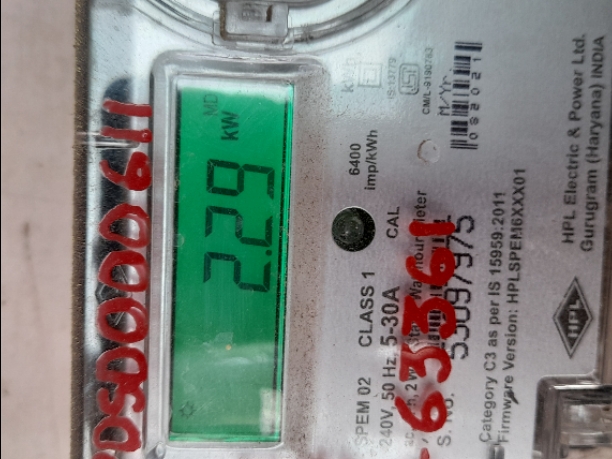 MD
2.29 kW
kWh
IS:13779
CM/L-9190763
M/Yr.
062021
6400
imp/kWh
SPEM 02 CLASS 1 CAL
240V, 50 Hz, 5-30A
63361
S. No.
Category C3 as per IS 15959:2011
Firmware Version: HPLSPEM6XXX01
HPL
HPL Electric & Power Ltd.
Gurugram (Haryana) INDIA